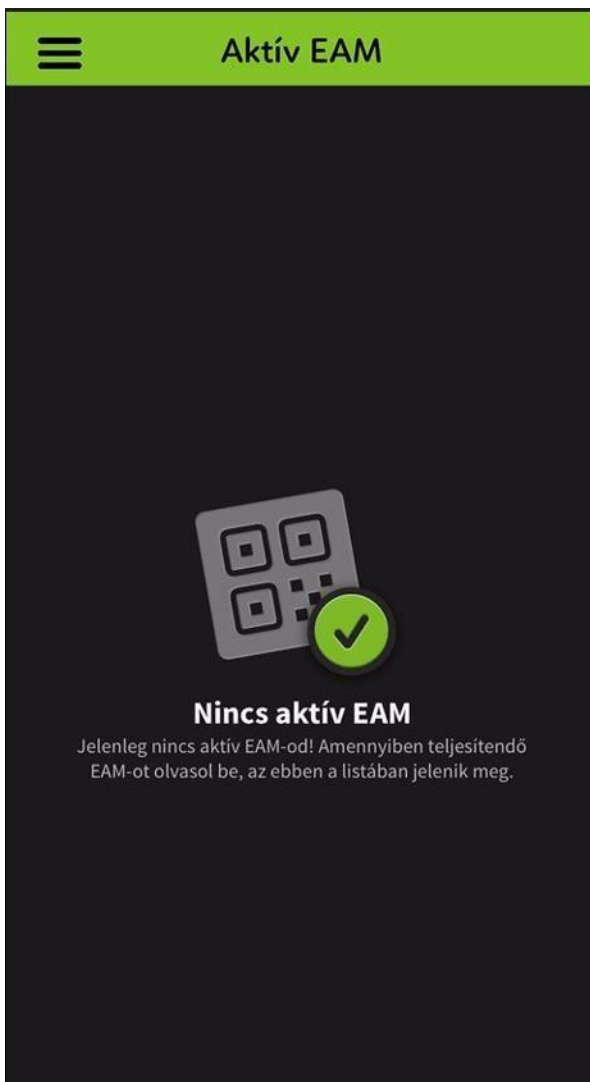 Aktív EAM
Nincs aktív EAM
Jelenleg nincs aktív EAM-od! Amennyiben teljesítendő
EAM-ot olvasol be, az ebben a listában jelenik meg.